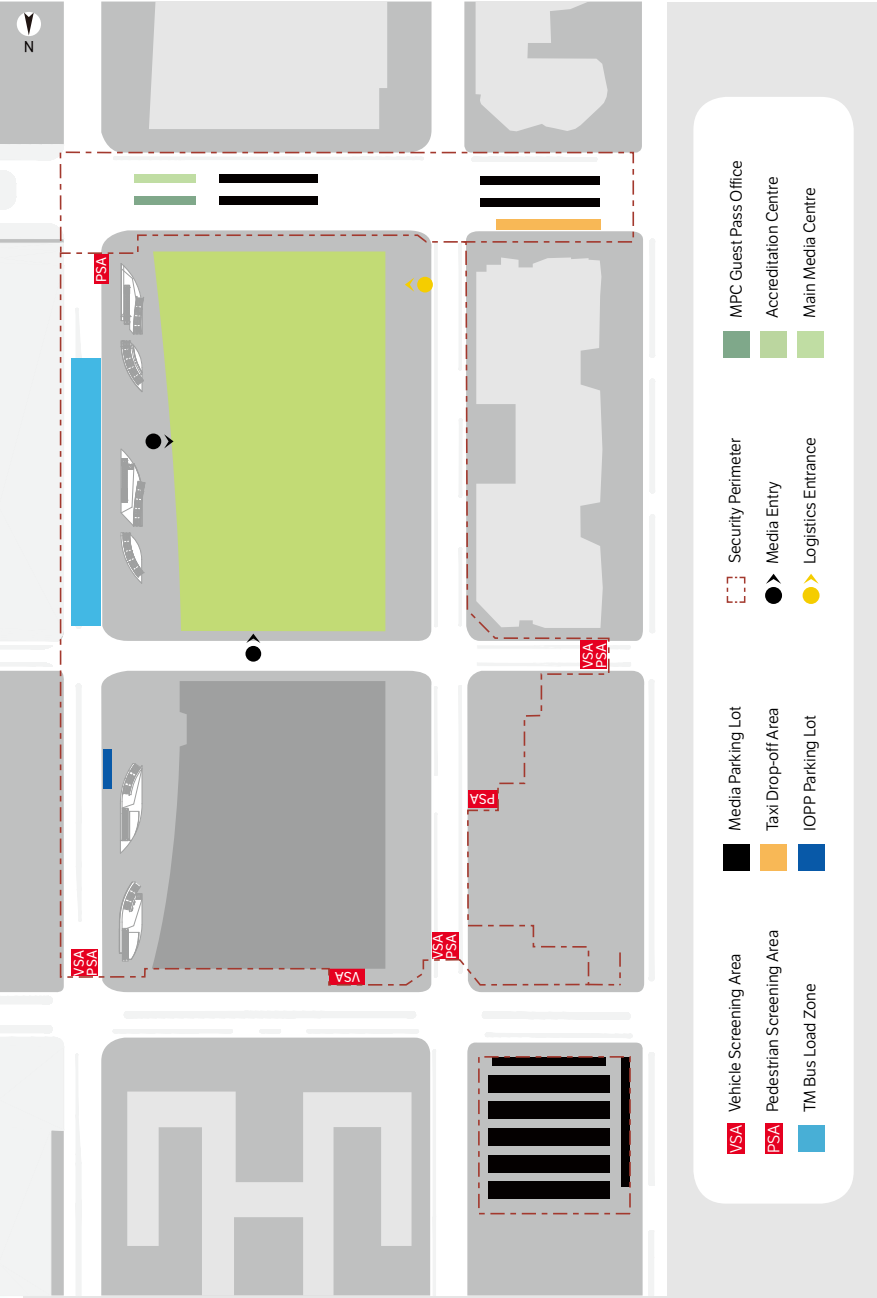 N
PSA
VSA
PSA
PSA
VSA
PSA
VSA
VSA
PSA
VSA Vehicle Screening Area
PSA Pedestrian Screening Area
TM Bus Load Zone
Media Parking Lot
Taxi Drop-off Area
IOPP Parking Lot
Security Perimeter
Media Entry
Logistics Entrance
MPC Guest Pass Office
Accreditation Centre
Main Media Centre